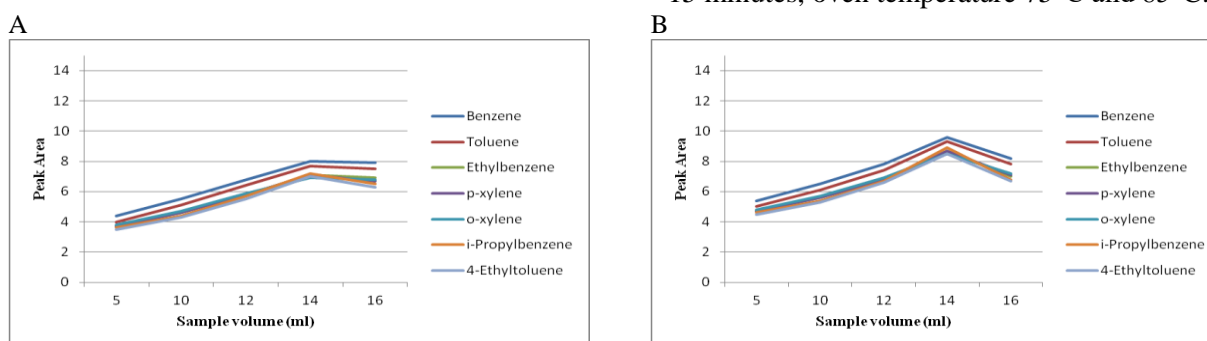 15 minutes, oven temperature 75°C and 85°C.
A
14
12
10
8
6
4
2
0
Peak Area
5 10 12 14 16
Sample volume (ml)
Benzene
Toluene
Ethylbenzene
p-xylene
o-xylene
i-Propylbenzene
4-Ethyltoluene
B
14
12
10
8
6
4
2
0
Peak Area
5 10 12 14 16
Sample volume (ml)
Benzene
Toluene
Ethylbenzene
p-xylene
o-xylene
i-Propylbenzene
4-Ethyltoluene